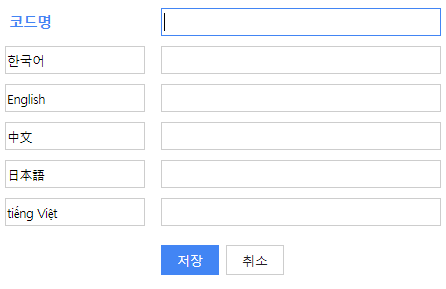 코드명
한국어
English
中文
日本語
tiếng Việt
저장 취소